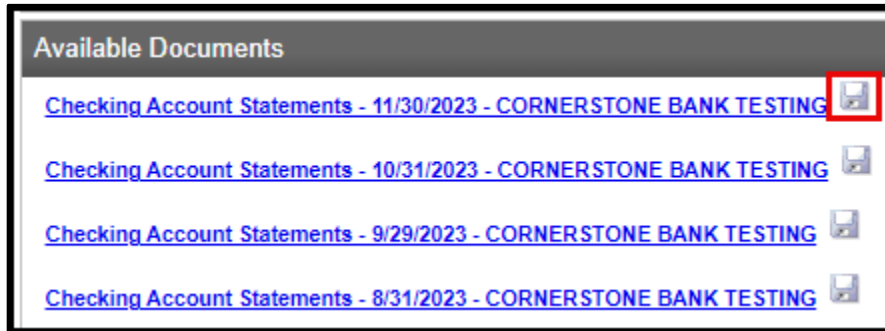 Available Documents
Checking Account Statements - 11/30/2023 - CORNERSTONE BANK TESTING
Checking Account Statements - 10/31/2023 - CORNERSTONE BANK TESTING
Checking Account Statements - 9/29/2023 - CORNERSTONE BANK TESTING
Checking Account Statements - 8/31/2023 - CORNERSTONE BANK TESTING